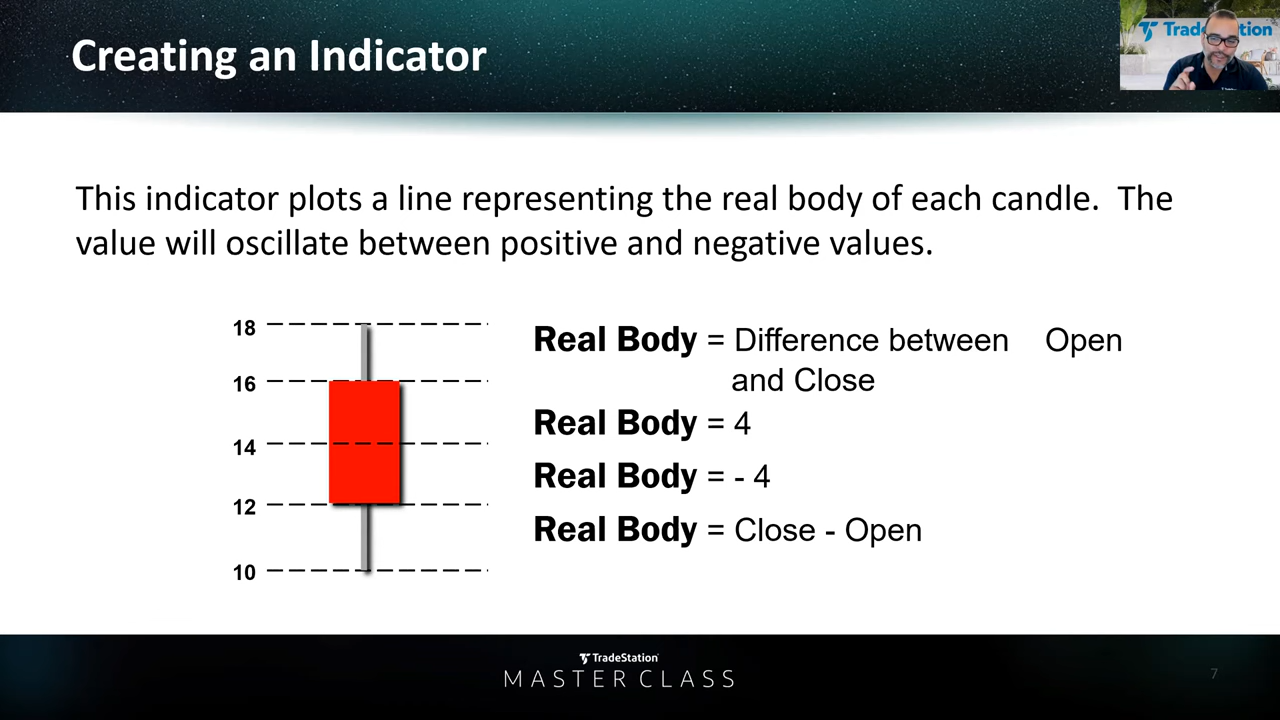 Creating an Indicator
TradeStation
This indicator plots a line representing the real body of each candle. The
value will oscillate between positive and negative values.
18
16
14
12
10
Real Body = Difference between Open
and Close
Real Body = 4
Real Body = - 4
Real Body = Close - Open
TradeStation
MASTER CLASS
7